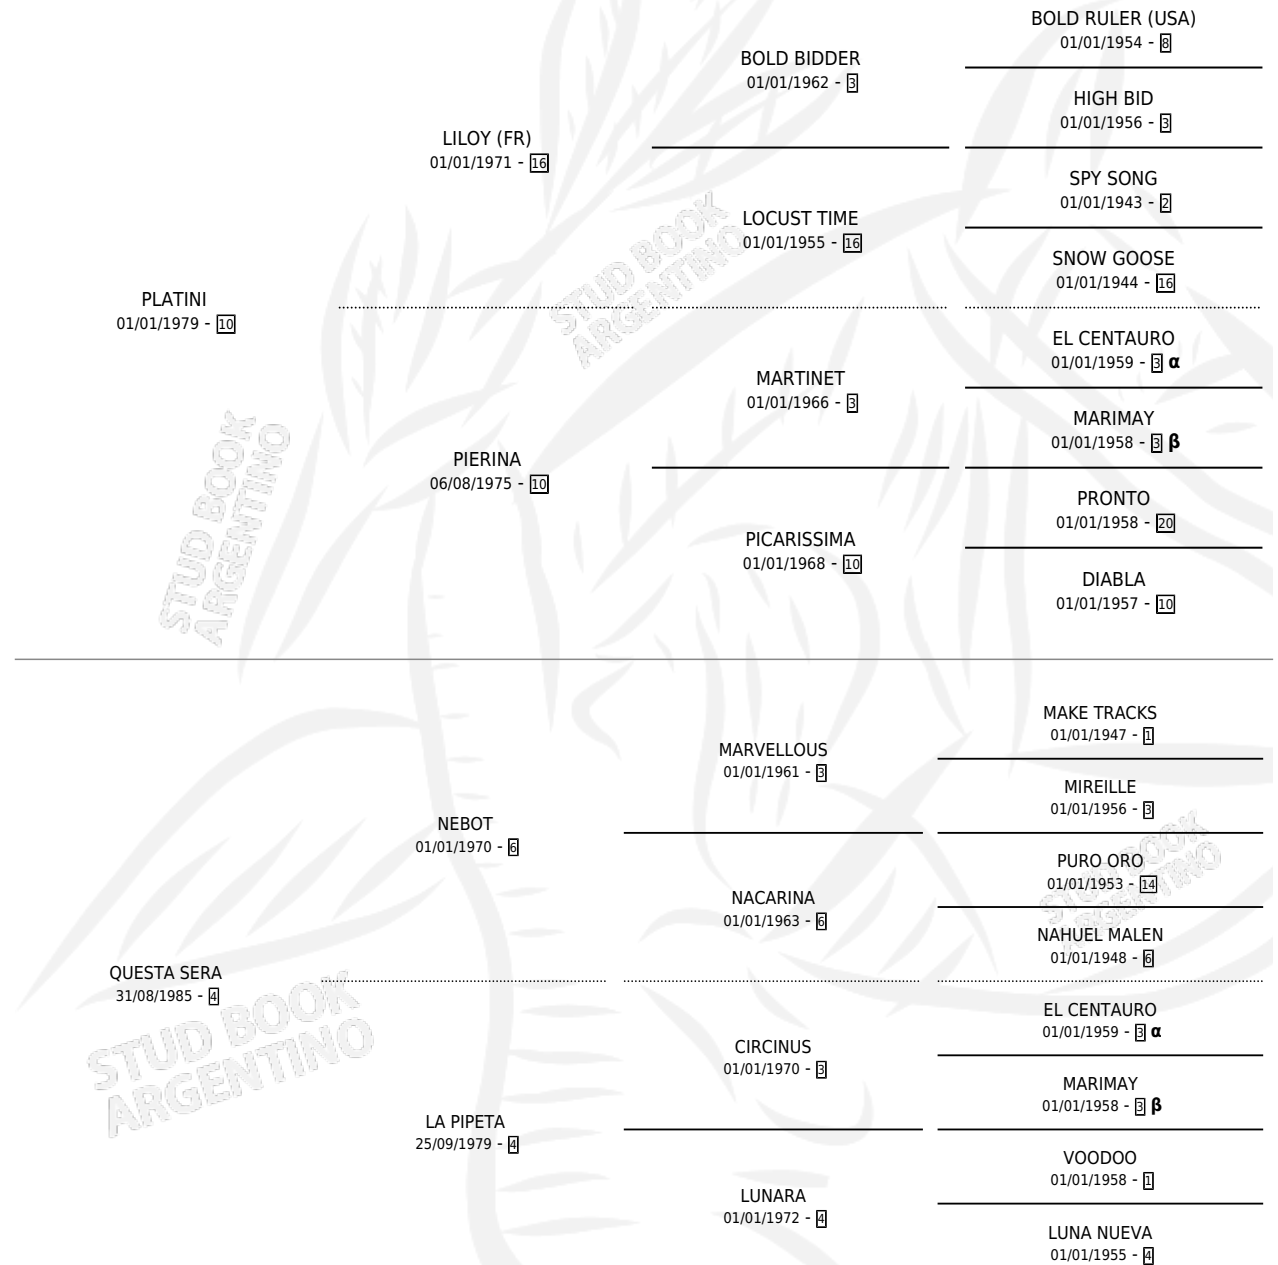 BOLD RULER (USA)
01/01/1954 - 8
BOLD BIDDER
01/01/1962 - 3
HIGH BID
01/01/1956 - 3
LILOY (FR)
01/01/1971 - 16
SPY SONG
01/01/1943 - 2
LOCUST TIME
01/01/1955 - 16
SNOW GOOSE
01/01/1944 - 16
PLATINI
01/01/1979 - 10
EL CENTAURO
01/01/1959 - 3 α
MARTINET
01/01/1966 - 3
MARIMAY
01/01/1958 - 3 β
PIERINA
06/08/1975 - 10
PRONTO
01/01/1958 - 20
PICARISSIMA
01/01/1968 - 10
DIABLA
01/01/1957 - 10
MAKE TRACKS
01/01/1947 - 1
MARVELLOUS
01/01/1961 - 3
MIREILLE
01/01/1956 - 3
NEBOT
01/01/1970 - 6
PURO ORO
01/01/1953 - 14
NACARINA
01/01/1963 - 6
NAHUEL MALEN
01/01/1948 - 6
QUESTA SERA
31/08/1985 - 4
EL CENTAURO
01/01/1959 - 3 α
CIRCINUS
01/01/1970 - 3
MARIMAY
01/01/1958 - 3 β
LA PIPETA
25/09/1979 - 4
VOODOO
01/01/1958 - 1
LUNARA
01/01/1972 - 4
LUNA NUEVA
01/01/1955 - 4
STUD BOOK
ARGENTINO
STUD BOOK
ARGENTINO
STUD BOOK
ARGENTINO
STUD BOOK
ARGENTINO